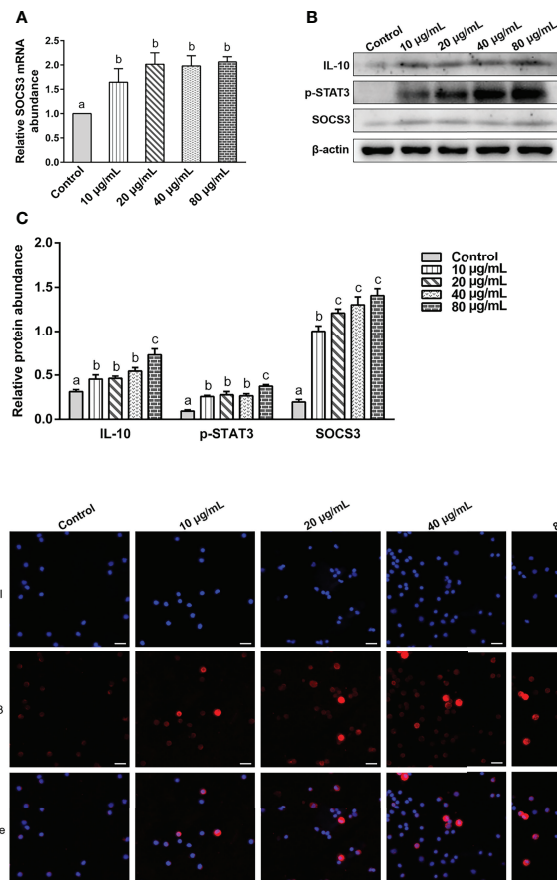 A
Relative SOCS3 mRNA
abundance
2.5
2.0
1.5
1.0
0.5
0.0
a
b
b
b
b
Control
10 µg/mL
20 µg/mL
40 µg/mL
80 µg/mL
B
Control
10 µg/mL
20 µg/mL
40 µg/mL
80 µg/mL
IL-10
p-STAT3
SOCS3
β-actin
C
Relative protein abundance
2.0
1.5
1.0
0.5
0.0
a
b
b
b
c
a
b
b
b
c
a
b
c
c
c
IL-10
p-STAT3
SOCS3
Control
10 µg/mL
20 µg/mL
40 µg/mL
80 µg/mL
Control
10 µg/mL
20 µg/mL
40 µg/mL
8
e